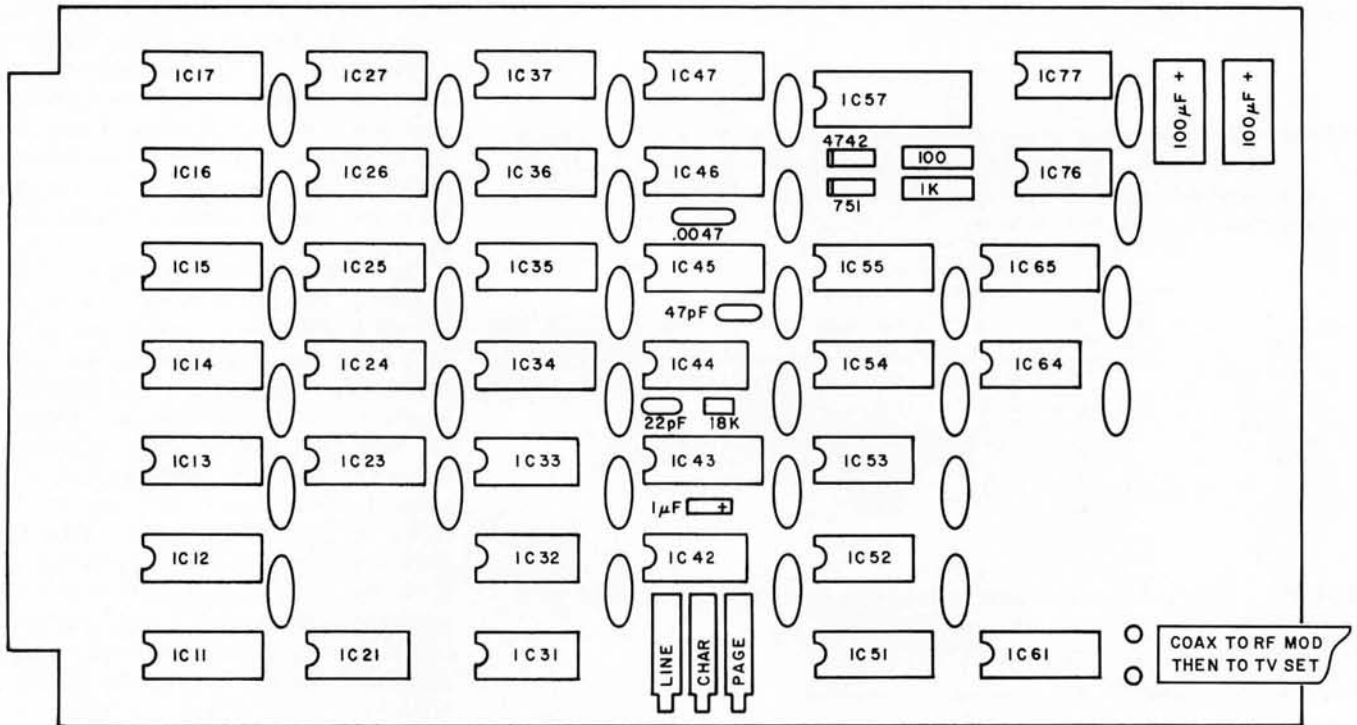 IC17
IC27
IC37
IC47
IC57
IC77
100µF +
100µF +
4742
100
IC16
IC26
IC36
IC46
1K
IC76
751
.0047
IC15
IC25
IC35
IC45
IC55
IC65
47pF
IC14
IC24
IC34
IC44
IC54
IC64
22pF
18K
IC13
IC23
IC33
IC43
IC53
1µF +
IC12
IC32
IC42
IC52
LINE
CHAR
PAGE
IC11
IC21
IC31
IC51
IC61
COAX TO RF MOD
THEN TO TV SET